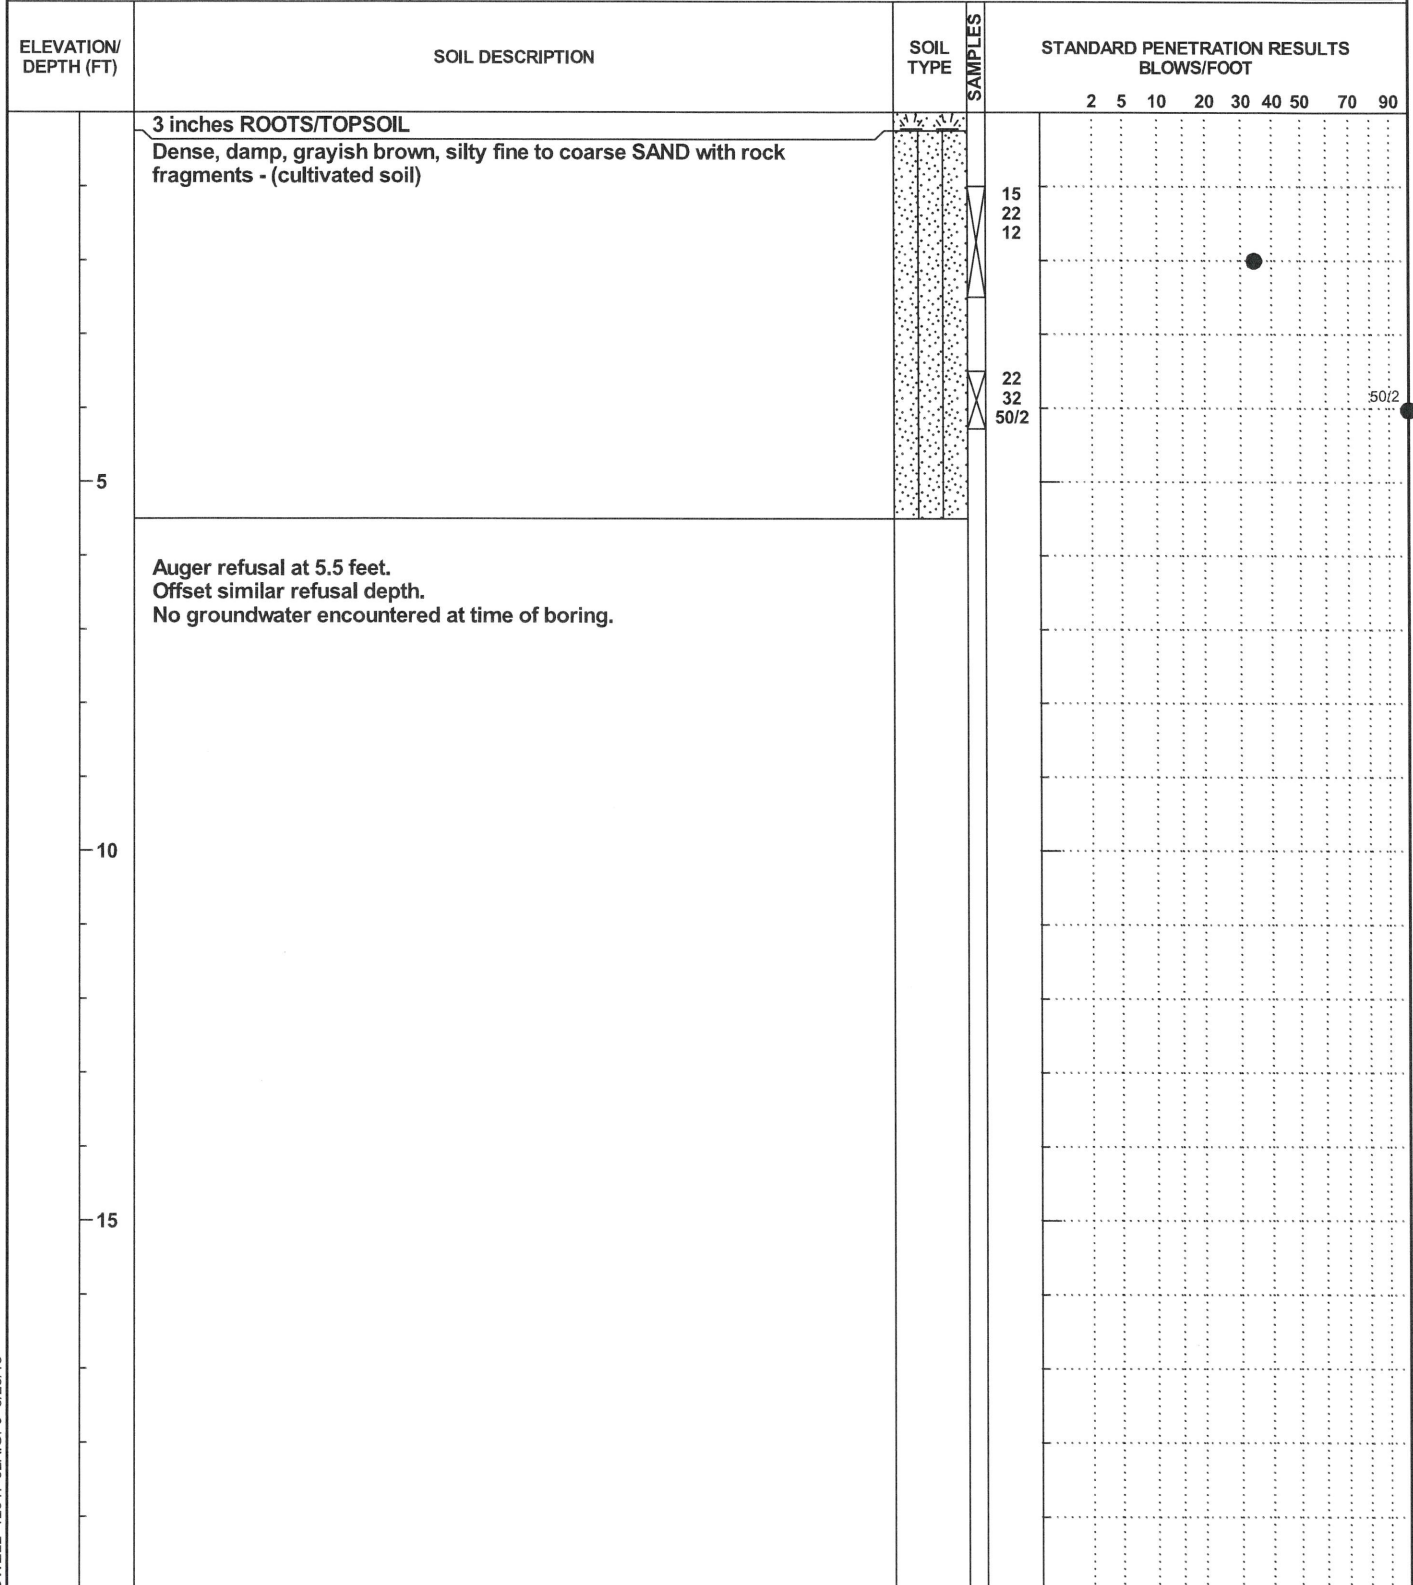 ELEVATION/
DEPTH (FT)
SOIL DESCRIPTION
SOIL
TYPE
SAMPLES
STANDARD PENETRATION RESULTS
BLOWS/FOOT
2 5 10 20 30 40 50 70 90
3 inches ROOTS/TOPSOIL
Dense, damp, grayish brown, silty fine to coarse SAND with rock
fragments - (cultivated soil)
15
22
12
22
32
50/2
50/2
5
Auger refusal at 5.5 feet.
Offset similar refusal depth.
No groundwater encountered at time of boring.
10
15